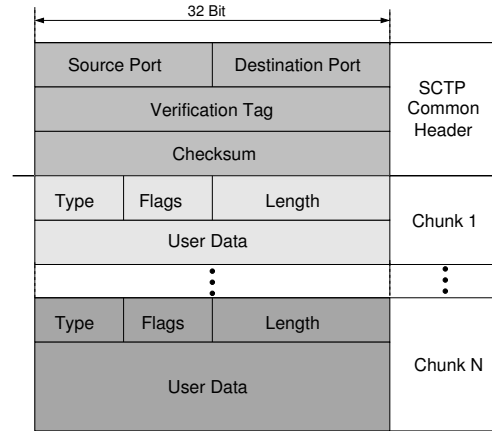 32 Bit
Source Port
Destination Port
Verification Tag
Checksum
SCTP
Common
Header
Type
Flags
Length
User Data
Chunk 1
Type
Flags
Length
User Data
Chunk N